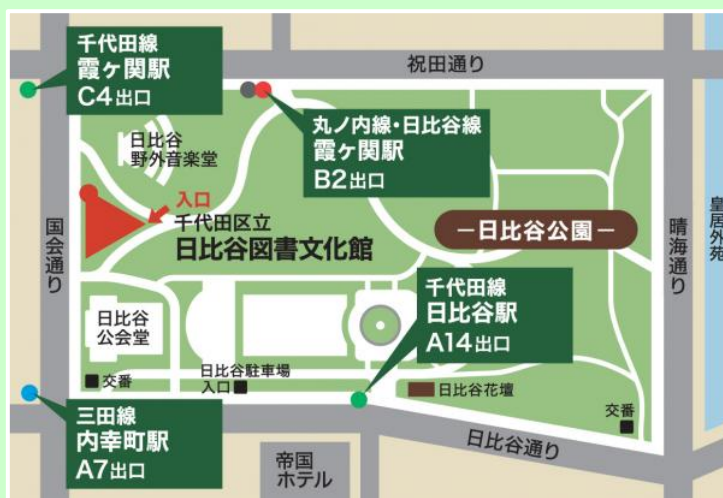 千代田線
霞ヶ関駅
C4出口
祝田通り
丸ノ内線・日比谷線
霞ヶ関駅
B2出口
日比谷
野外音楽堂
入口
千代田区立
日比谷図書文化館
国会通り
ー日比谷公園ー
晴海通り
皇居外苑
千代田線
日比谷駅
A14出口
日比谷
公会堂
交番
日比谷駐車場
入口
日比谷花壇
交番
三田線
内幸町駅
A7出口
帝国
ホテル
日比谷通り